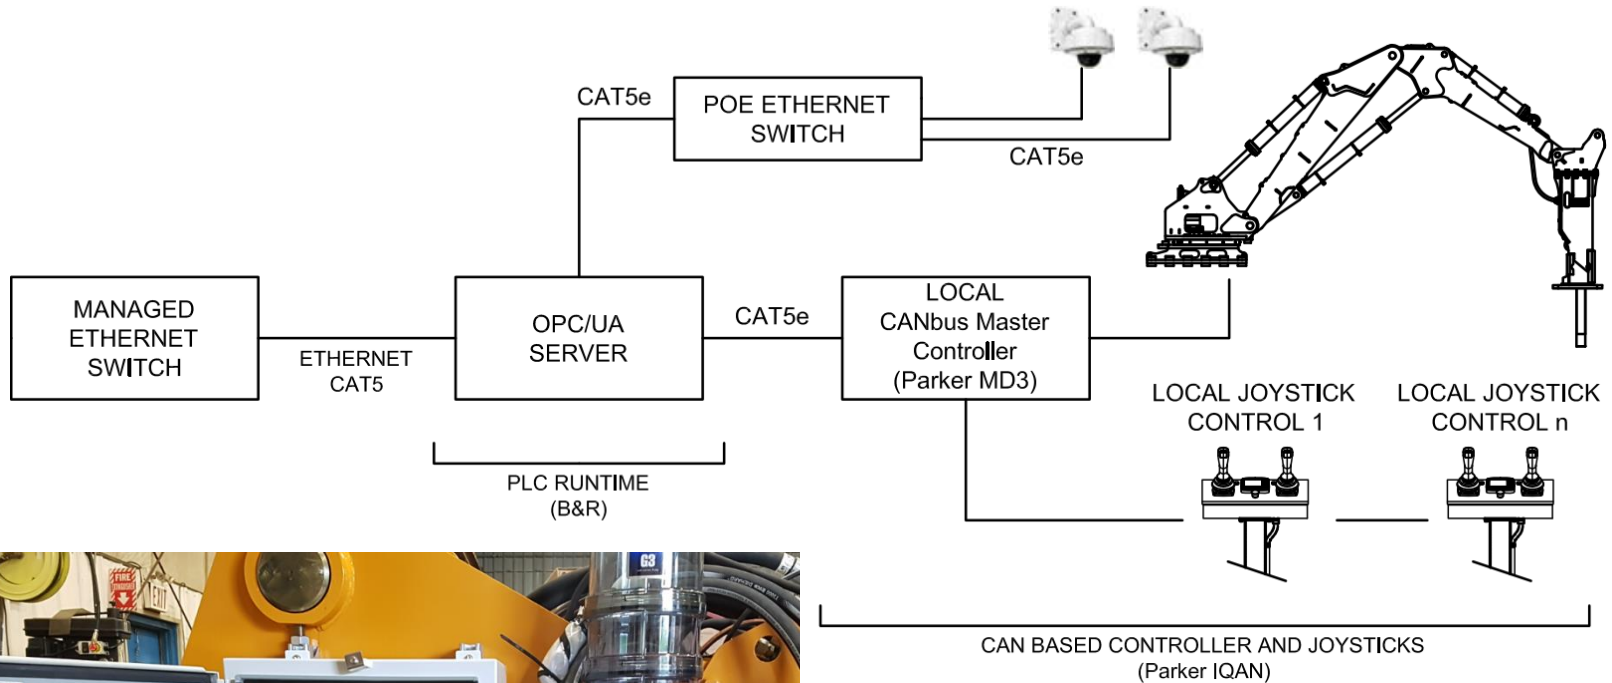 CAT5e
POE ETHERNET
SWITCH
CAT5e
MANAGED
ETHERNET
SWITCH
ETHERNET
CAT5
OPC/UA
SERVER
CAT5e
LOCAL
CANbus Master
Controller
(Parker MD3)
LOCAL JOYSTICK
CONTROL 1
LOCAL JOYSTICK
CONTROL n
PLC RUNTIME
(B&R)
CAN BASED CONTROLLER AND JOYSTICKS
(Parker IQAN)
FIRE
EXIT
G3